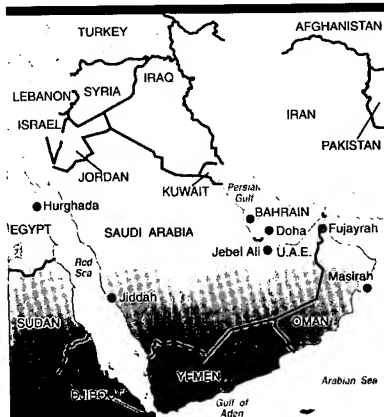 TURKEY
AFGHANISTAN
SYRIA
IRAQ
LEBANON
IRAN
ISRAEL
PAKISTAN
JORDAN
KUWAIT
Persian
Gulf
Hurghada
BAHRAIN
Doha
Fujayrah
EGYPT
SAUDI ARABIA
Jebel Ali
U.A.E.
Red
Sea
Masirah
Jiddah
SUDAN
OMAN
YEMEN
Arabian Sea
DJIBOUTI
Gulf of
Aden